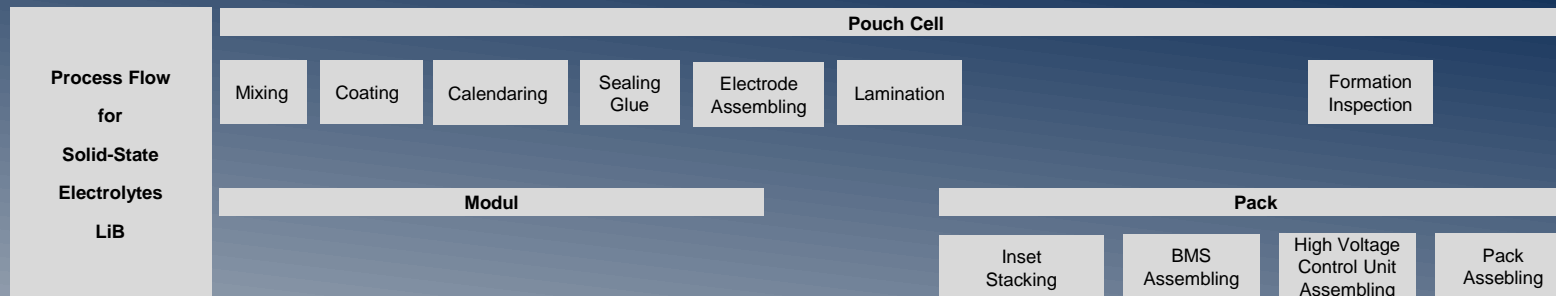 Process Flow
for
Solid-State
Electrolytes
LiB
Pouch Cell
Mixing
Coating
Calendaring
Sealing
Glue
Electrode
Assembling
Lamination
Formation
Inspection
Modul
Pack
Inset
Stacking
BMS
Assembling
High Voltage
Control Unit
Assembling
Pack
Assebling